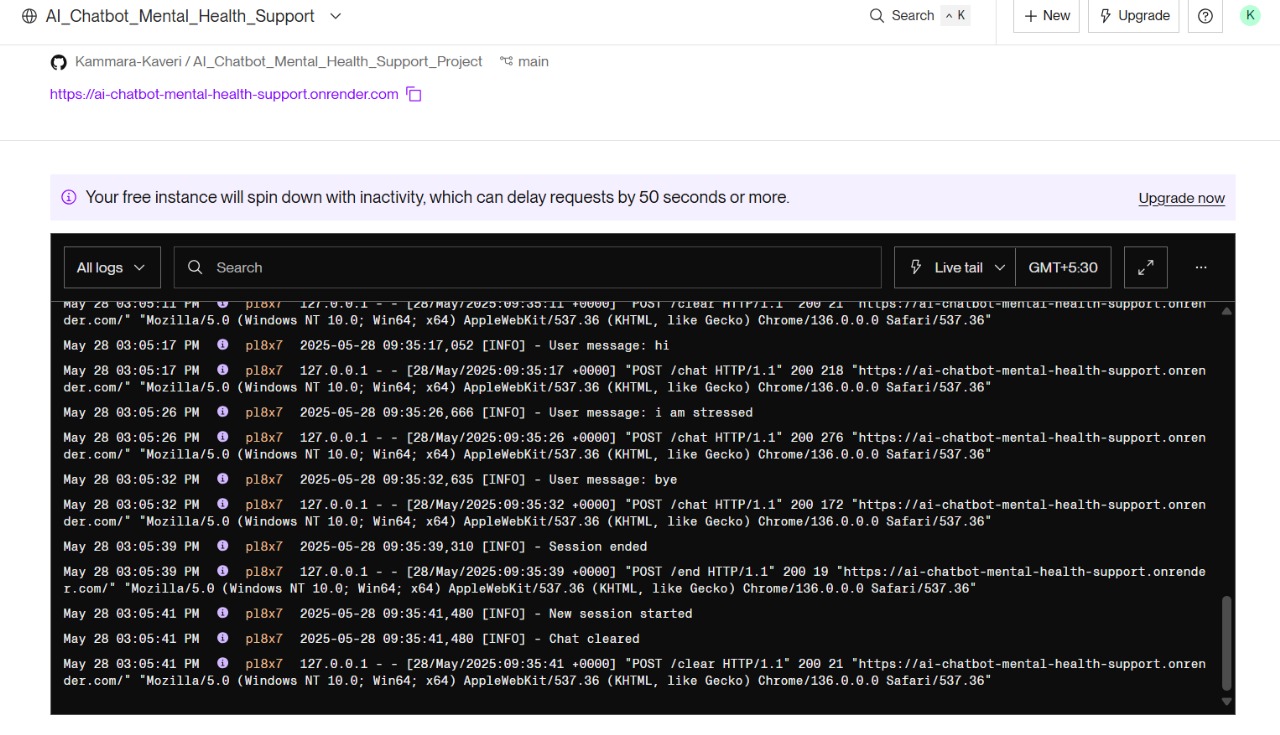 AI_Chatbot_Mental_Health_Support
Search ^ K
+ New
Upgrade
K
Kammara-Kaveri / AI_Chatbot_Mental_Health_Support_Project main
https://ai-chatbot-mental-health-support.onrender.com
Your free instance will spin down with inactivity, which can delay requests by 50 seconds or more.
Upgrade now
All logs
Search
Live tail
GMT+5:30
...
May 28 03:05:11 PM pl8x7 127.0.0.1 - - [28/May/2025:09:35:11 +0000] "POST /clear HTTP/1.1" 200 21 "https://ai-chatbot-mental-health-support.onren
der.com/" "Mozilla/5.0 (Windows NT 10.0; Win64; x64) AppleWebKit/537.36 (KHTML, like Gecko) Chrome/136.0.0.0 Safari/537.36"
May 28 03:05:17 PM pl8x7 2025-05-28 09:35:17,052 [INFO] - User message: hi
May 28 03:05:17 PM pl8x7 127.0.0.1 - - [28/May/2025:09:35:17 +0000] "POST /chat HTTP/1.1" 200 218 "https://ai-chatbot-mental-health-support.onren
der.com/" "Mozilla/5.0 (Windows NT 10.0; Win64; x64) AppleWebKit/537.36 (KHTML, like Gecko) Chrome/136.0.0.0 Safari/537.36"
May 28 03:05:26 PM pl8x7 2025-05-28 09:35:26,666 [INFO] - User message: i am stressed
May 28 03:05:26 PM pl8x7 127.0.0.1 - - [28/May/2025:09:35:26 +0000] "POST /chat HTTP/1.1" 200 276 "https://ai-chatbot-mental-health-support.onren
der.com/" "Mozilla/5.0 (Windows NT 10.0; Win64; x64) AppleWebKit/537.36 (KHTML, like Gecko) Chrome/136.0.0.0 Safari/537.36"
May 28 03:05:32 PM pl8x7 2025-05-28 09:35:32,635 [INFO] - User message: bye
May 28 03:05:32 PM pl8x7 127.0.0.1 - - [28/May/2025:09:35:32 +0000] "POST /chat HTTP/1.1" 200 172 "https://ai-chatbot-mental-health-support.onren
der.com/" "Mozilla/5.0 (Windows NT 10.0; Win64; x64) AppleWebKit/537.36 (KHTML, like Gecko) Chrome/136.0.0.0 Safari/537.36"
May 28 03:05:39 PM pl8x7 2025-05-28 09:35:39,310 [INFO] - Session ended
May 28 03:05:39 PM pl8x7 127.0.0.1 - - [28/May/2025:09:35:39 +0000] "POST /end HTTP/1.1" 200 19 "https://ai-chatbot-mental-health-support.onrende
r.com/" "Mozilla/5.0 (Windows NT 10.0; Win64; x64) AppleWebKit/537.36 (KHTML, like Gecko) Chrome/136.0.0.0 Safari/537.36"
May 28 03:05:41 PM pl8x7 2025-05-28 09:35:41,480 [INFO] - New session started
May 28 03:05:41 PM pl8x7 2025-05-28 09:35:41,480 [INFO] - Chat cleared
May 28 03:05:41 PM pl8x7 127.0.0.1 - - [28/May/2025:09:35:41 +0000] "POST /clear HTTP/1.1" 200 21 "https://ai-chatbot-mental-health-support.onren
der.com/" "Mozilla/5.0 (Windows NT 10.0; Win64; x64) AppleWebKit/537.36 (KHTML, like Gecko) Chrome/136.0.0.0 Safari/537.36"